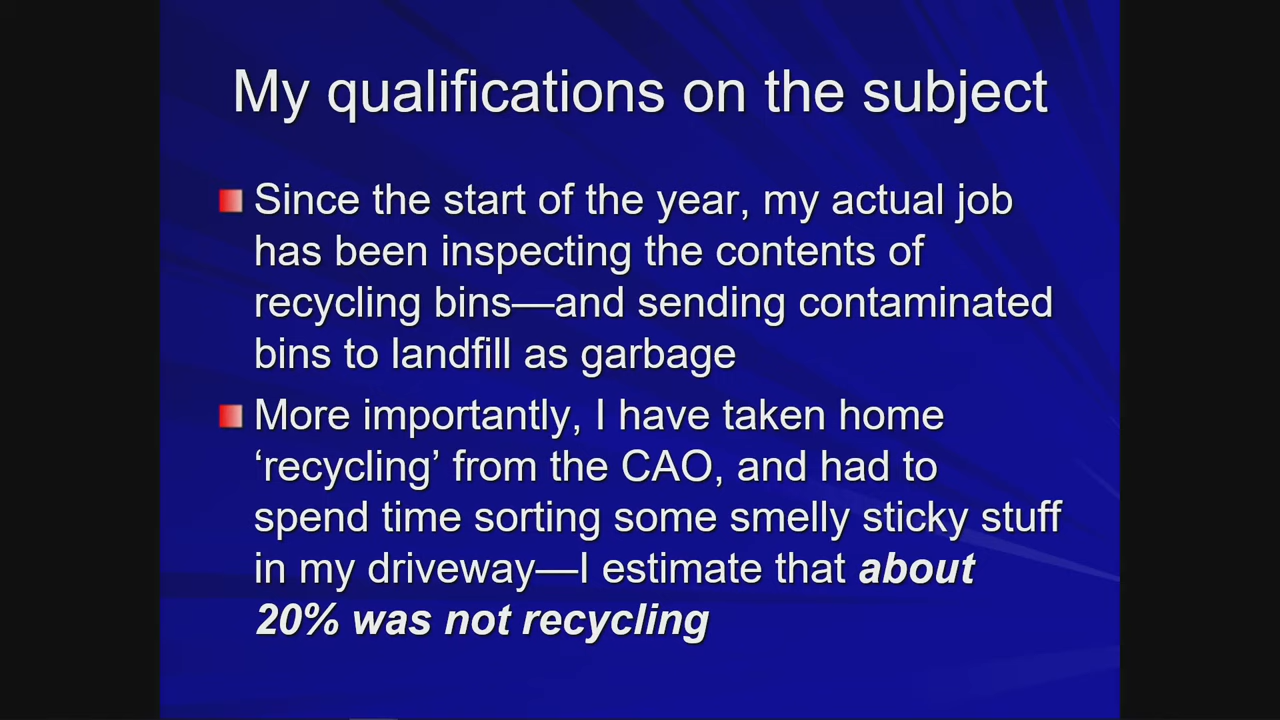 My qualifications on the subject
Since the start of the year, my actual job
has been inspecting the contents of
recycling bins—and sending contaminated
bins to landfill as garbage
More importantly, I have taken home
‘recycling’ from the CAO, and had to
spend time sorting some smelly sticky stuff
in my driveway—I estimate that about
20% was not recycling